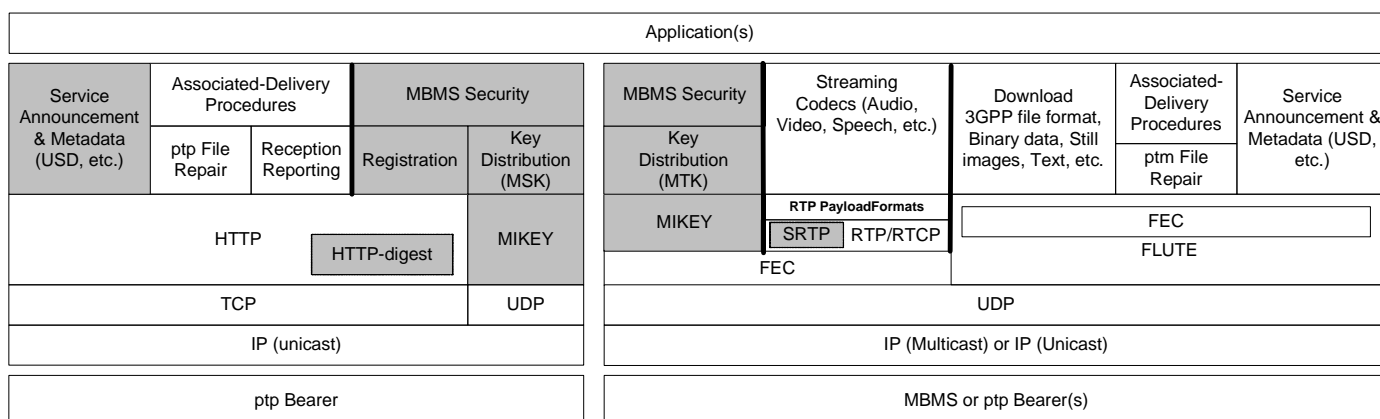 Application(s)
Service
Announcement
& Metadata
(USD, etc.)
Associated-Delivery
Procedures
ptp File
Repair
Reception
Reporting
MBMS Security
Registration
Key
Distribution
(MSK)
HTTP
HTTP-digest
MIKEY
TCP
UDP
IP (unicast)
ptp Bearer
MBMS Security
Key
Distribution
(MTK)
MIKEY
Streaming
Codecs (Audio,
Video, Speech, etc.)
RTP PayloadFormats
SRTP
RTP/RTCP
FEC
Download
3GPP file format,
Binary data, Still
images, Text, etc.
Associated-
Delivery
Procedures
ptm File
Repair
Service
Announcement &
Metadata (USD,
etc.)
FEC
FLUTE
UDP
IP (Multicast) or IP (Unicast)
MBMS or ptp Bearer(s)